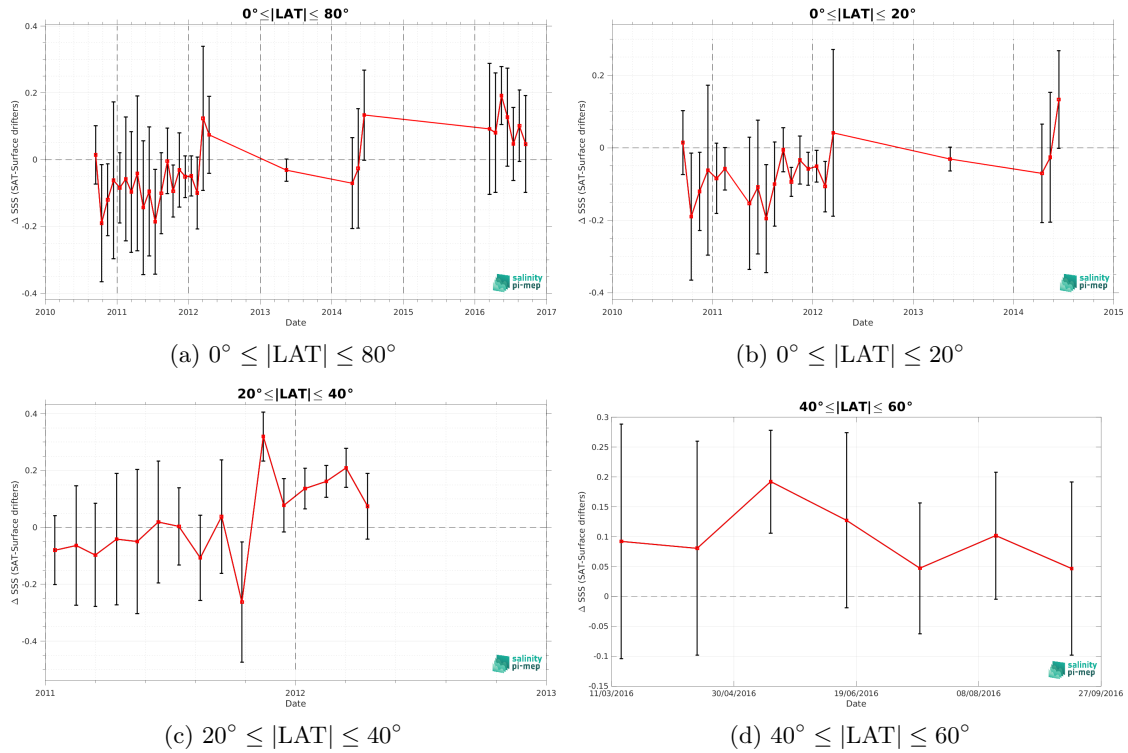 0°≤|LAT|≤ 80°
Δ SSS (SAT-Surface drifters)
0.4
0.2
0
-0.2
-0.4
2010 2011 2012 2013 2014 2015 2016 2017
Date
salinity
pi-mep
(a) 0° ≤ |LAT| ≤ 80°
0°≤|LAT|≤ 20°
Δ SSS (SAT-Surface drifters)
0.2
0
-0.2
-0.4
2010 2011 2012 2013 2014 2015
Date
salinity
pi-mep
(b) 0° ≤ |LAT| ≤ 20°
20°≤|LAT|≤ 40°
Δ SSS (SAT-Surface drifters)
0.4
0.2
0
-0.2
-0.4
2011 2012 2013
Date
salinity
pi-mep
(c) 20° ≤ |LAT| ≤ 40°
40°≤|LAT|≤ 60°
Δ SSS (SAT-Surface drifters)
0.3
0.25
0.2
0.15
0.1
0.05
0
-0.05
-0.1
-0.15
11/03/2016 30/04/2016 19/06/2016 08/08/2016 27/09/2016
Date
salinity
pi-mep
(d) 40° ≤ |LAT| ≤ 60°